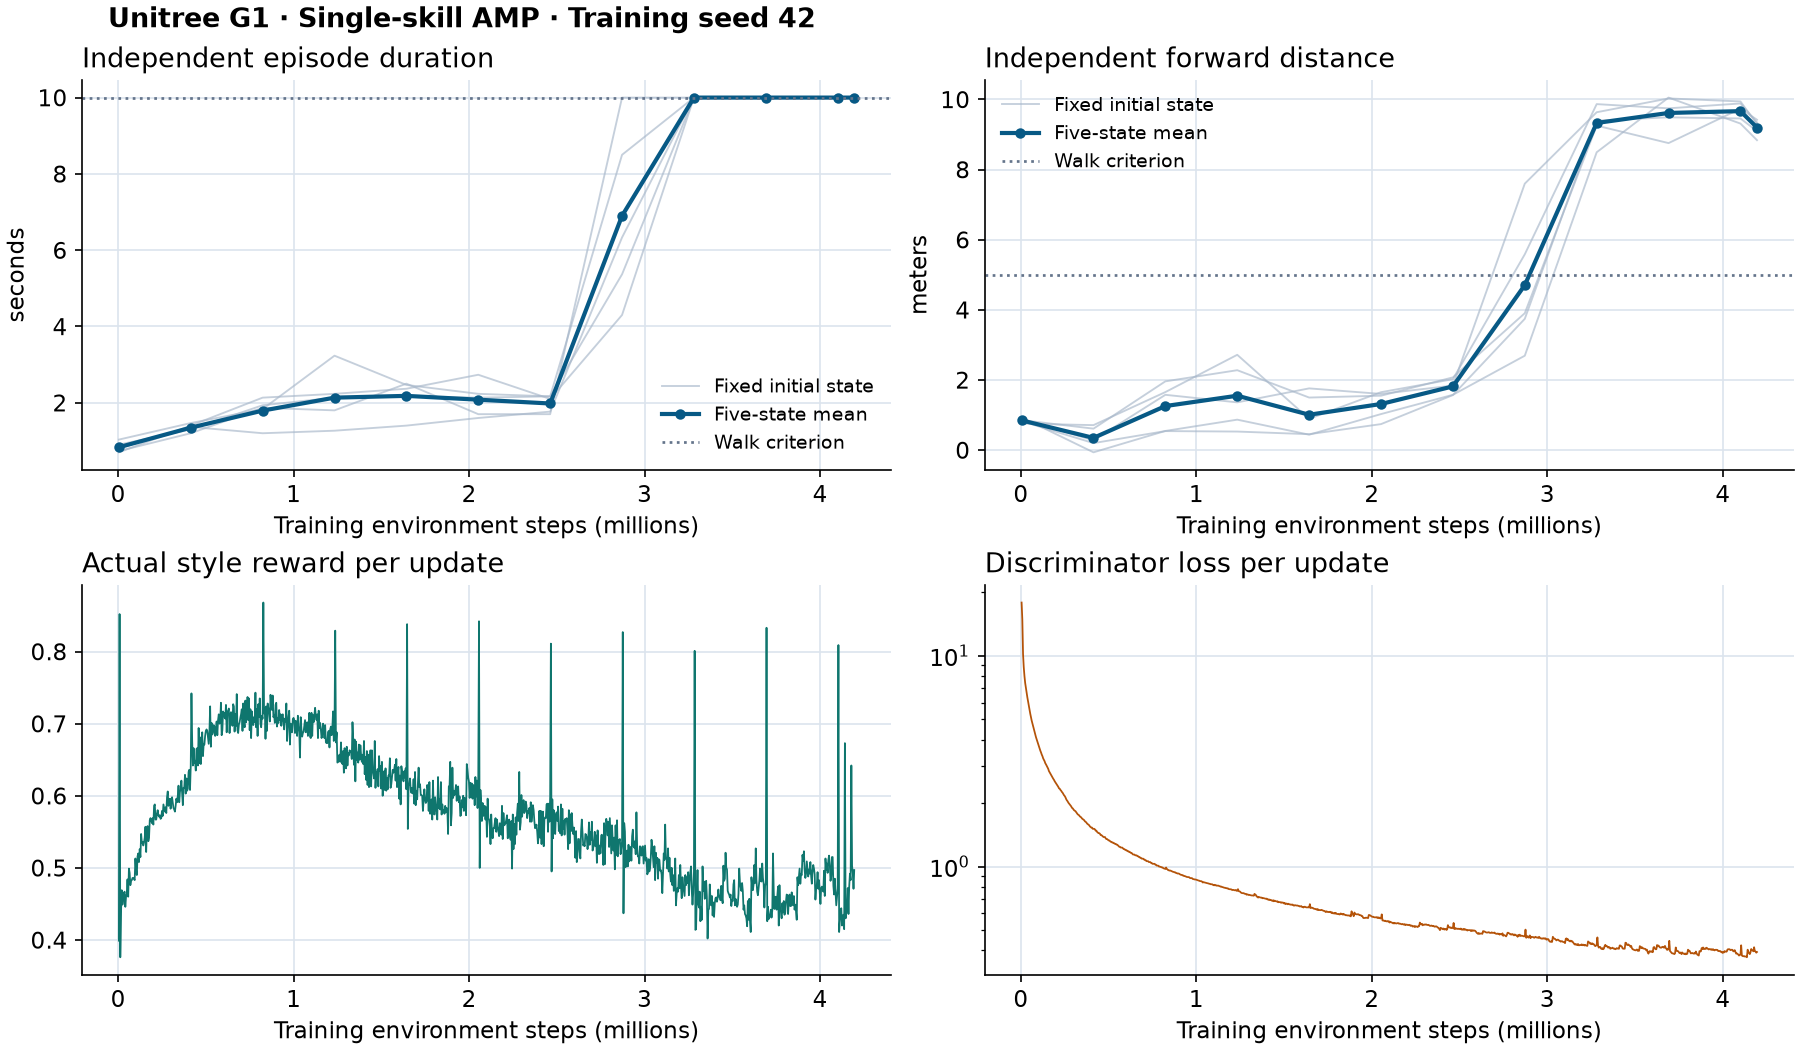 Unitree G1 · Single-skill AMP · Training seed 42
Independent episode duration
10
8
6
4
2
seconds
Fixed initial state
Five-state mean
Walk criterion
0 1 2 3 4
Training environment steps (millions)
Independent forward distance
10
8
6
4
2
0
meters
Fixed initial state
Five-state mean
Walk criterion
0 1 2 3 4
Training environment steps (millions)
Actual style reward per update
0.8
0.7
0.6
0.5
0.4
0 1 2 3 4
Training environment steps (millions)
Discriminator loss per update
10¹
10⁰
0 1 2 3 4
Training environment steps (millions)